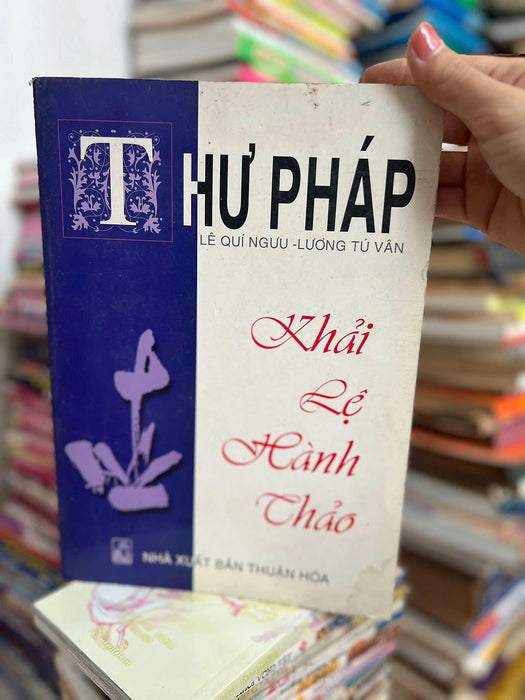 THƯ PHÁP
LÊ QUÍ NGƯU -LƯƠNG TÚ VÂN
Khải
Lệ
Hành
Thảo
NHÀ XUẤT BẢN THUẬN HÓA